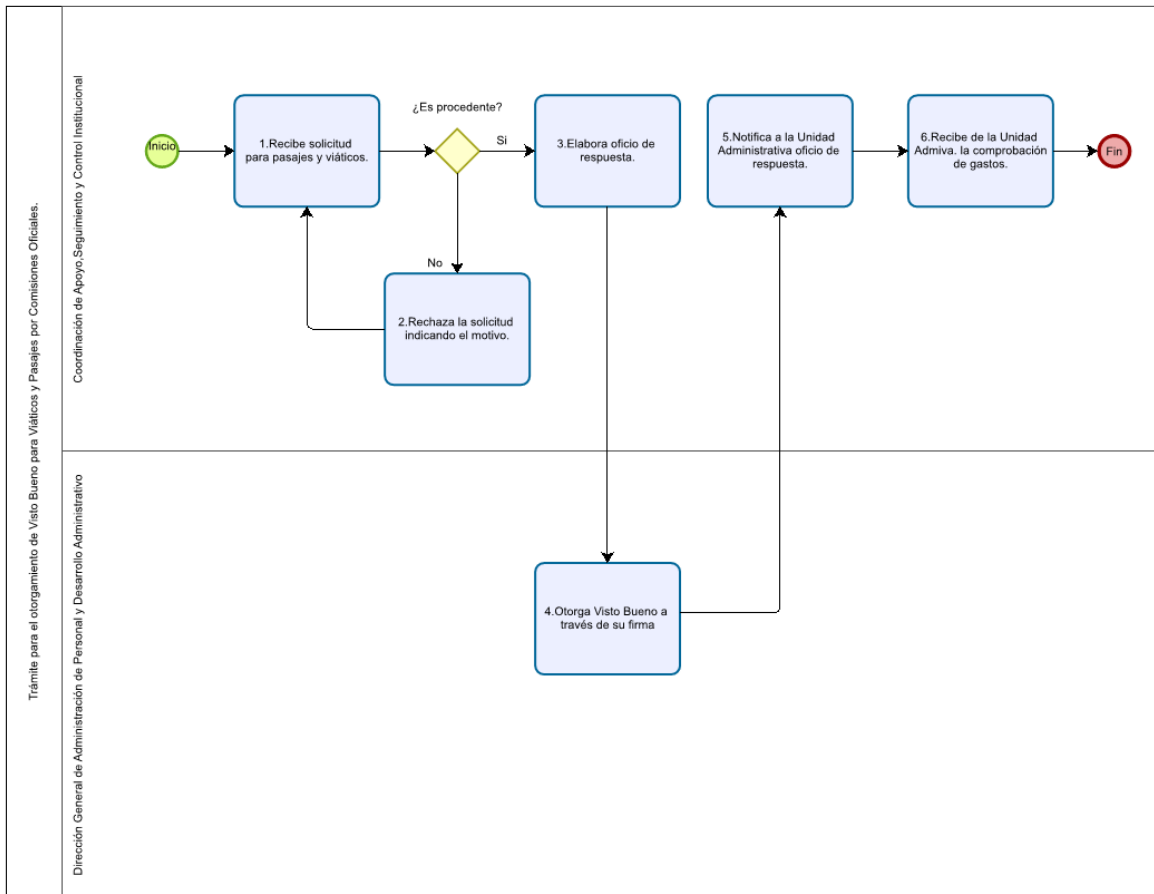 Trámite para el otorgamiento de Visto Bueno para Viáticos y Pasajes por Comisiones Oficiales.
Coordinación de Apoyo,Seguimiento y Control Institucional
Inicio
1.Recibe solicitud
para pasajes y viáticos.
¿Es procedente?
Si
No
2.Rechaza la solicitud
indicando el motivo.
3.Elabora oficio de
respuesta.
5.Notifica a la Unidad
Administrativa oficio de
respuesta.
6.Recibe de la Unidad
Admiva. la comprobación
de gastos.
Fin
Dirección General de Administración de Personal y Desarrollo Administrativo
4.Otorga Visto Bueno a
través de su firma